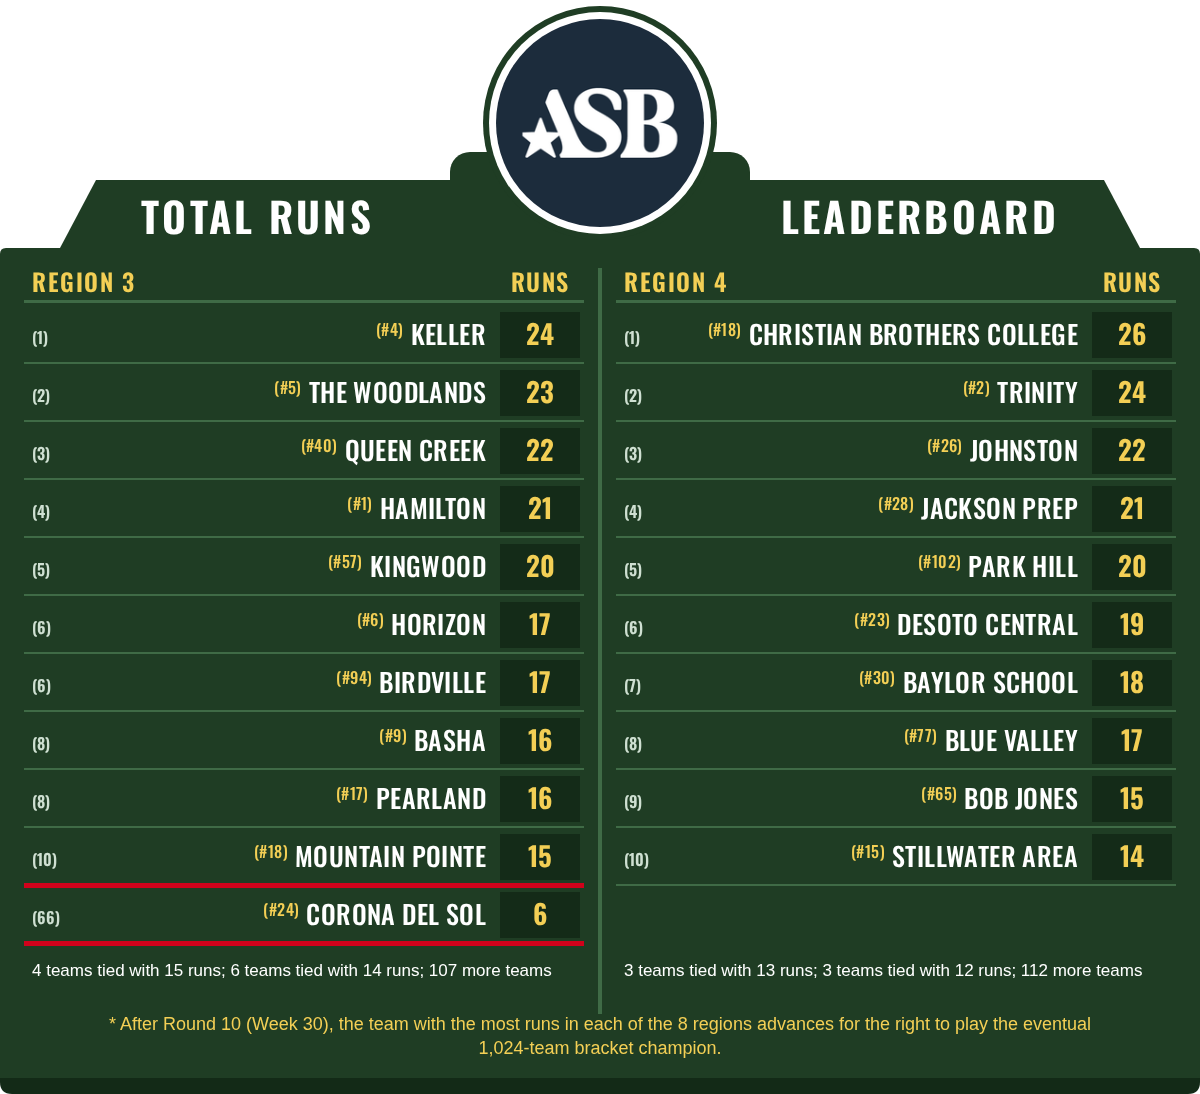 ASB
TOTAL RUNS
LEADERBOARD
REGION 3 RUNS
(1) (#4) KELLER 24
(2) (#5) THE WOODLANDS 23
(3) (#40) QUEEN CREEK 22
(4) (#1) HAMILTON 21
(5) (#57) KINGWOOD 20
(6) (#6) HORIZON 17
(6) (#94) BIRDVILLE 17
(8) (#9) BASHA 16
(8) (#17) PEARLAND 16
(10) (#18) MOUNTAIN POINTE 15
(66) (#24) CORONA DEL SOL 6
4 teams tied with 15 runs; 6 teams tied with 14 runs; 107 more teams
REGION 4 RUNS
(1) (#18) CHRISTIAN BROTHERS COLLEGE 26
(2) (#2) TRINITY 24
(3) (#26) JOHNSTON 22
(4) (#28) JACKSON PREP 21
(5) (#102) PARK HILL 20
(6) (#23) DESOTO CENTRAL 19
(7) (#30) BAYLOR SCHOOL 18
(8) (#77) BLUE VALLEY 17
(9) (#65) BOB JONES 15
(10) (#15) STILLWATER AREA 14
3 teams tied with 13 runs; 3 teams tied with 12 runs; 112 more teams
* After Round 10 (Week 30), the team with the most runs in each of the 8 regions advances for the right to play the eventual
1,024-team bracket champion.